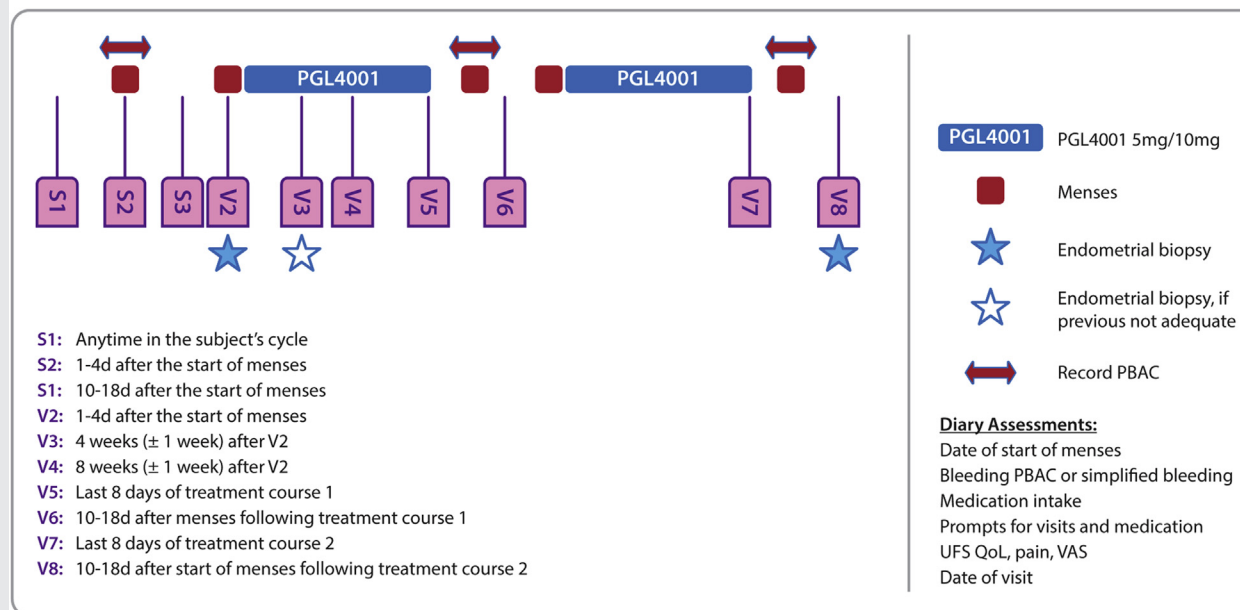 PGL4001
PGL4001
S1
S2
S3
V2
V3
V4
V5
V6
V7
V8
S1: Anytime in the subject's cycle
S2: 1-4d after the start of menses
S1: 10-18d after the start of menses
V2: 1-4d after the start of menses
V3: 4 weeks (± 1 week) after V2
V4: 8 weeks (± 1 week) after V2
V5: Last 8 days of treatment course 1
V6: 10-18d after menses following treatment course 1
V7: Last 8 days of treatment course 2
V8: 10-18d after start of menses following treatment course 2
PGL4001 PGL4001 5mg/10mg
Menses
Endometrial biopsy
Endometrial biopsy, if
previous not adequate
Record PBAC
Diary Assessments:
Date of start of menses
Bleeding PBAC or simplified bleeding
Medication intake
Prompts for visits and medication
UFS QoL, pain, VAS
Date of visit